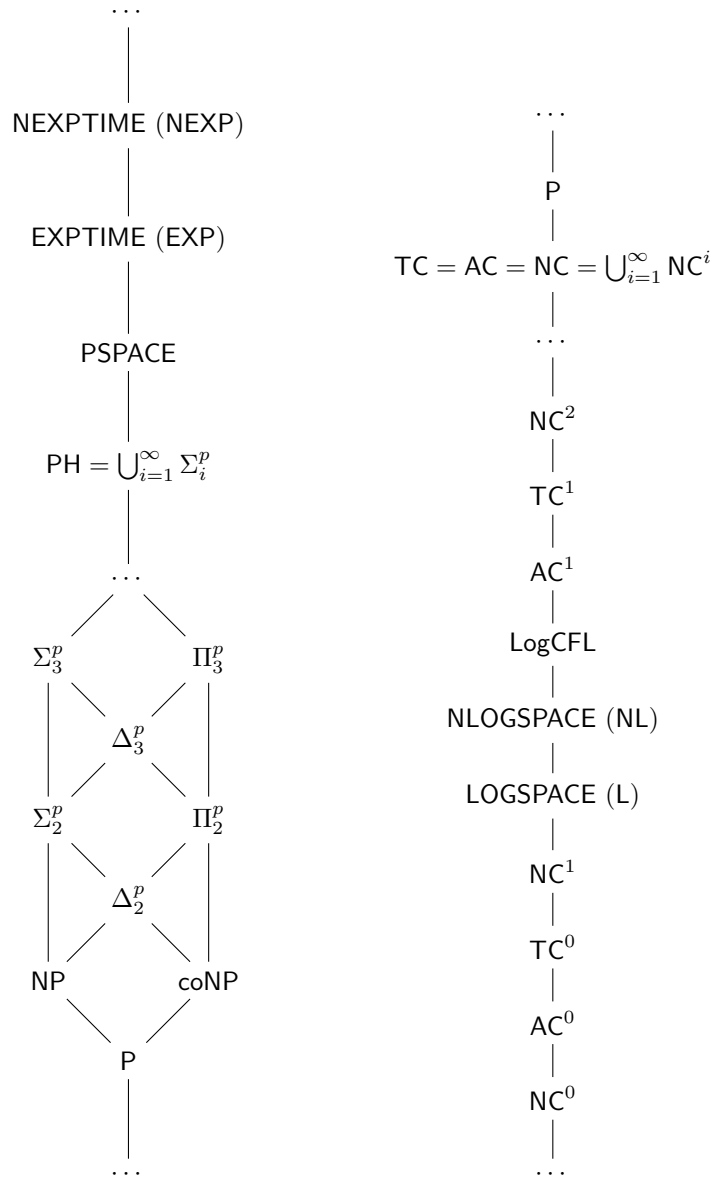 ...
NEXPTIME (NEXP)
EXPTIME (EXP)
PSPACE
PH = ⋃_{i=1}^{∞} Σ_i^p
...
Σ_3^p Π_3^p
Δ_3^p
Σ_2^p Π_2^p
Δ_2^p
NP coNP
P
...
...
P
TC = AC = NC = ⋃_{i=1}^{∞} NC^i
...
NC^2
TC^1
AC^1
LogCFL
NLOGSPACE (NL)
LOGSPACE (L)
NC^1
TC^0
AC^0
NC^0
...